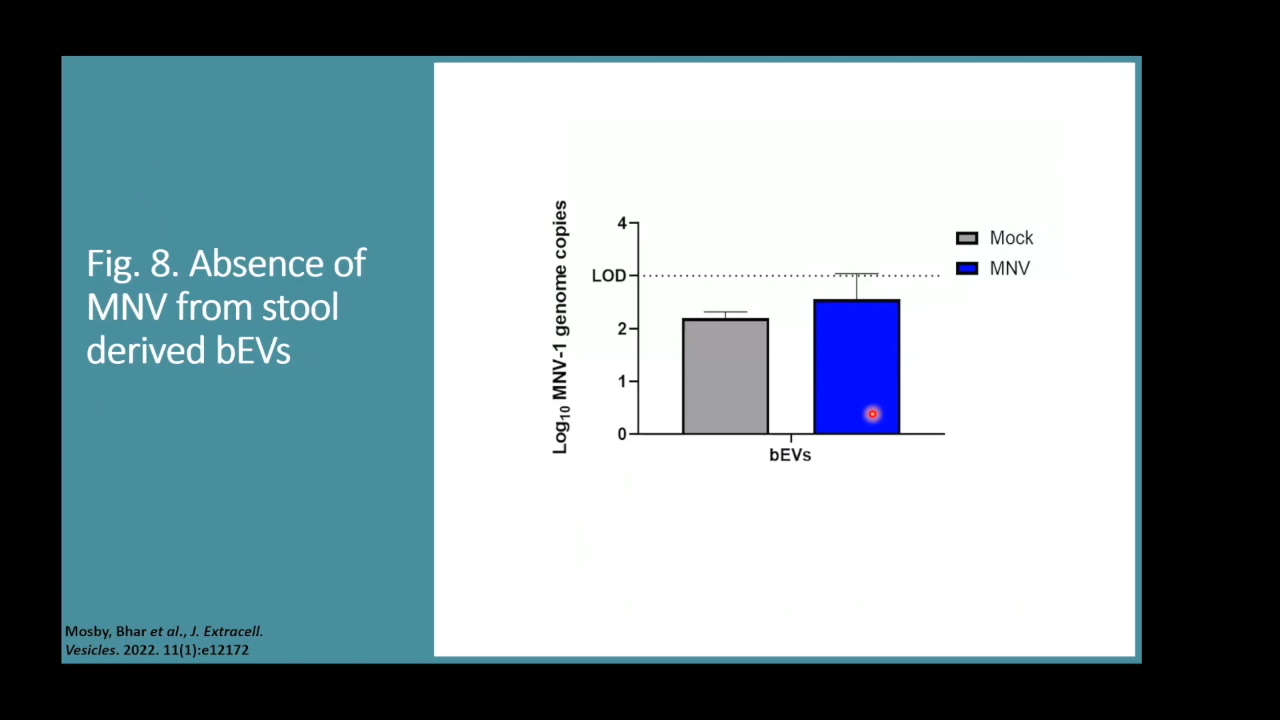 Fig. 8. Absence of
MNV from stool
derived bEVs
Mosby, Bhar et al., J. Extracell.
Vesicles. 2022. 11(1):e12172
Log10 MNV-1 genome copies
4
LOD
2
1
0
bEVs
Mock
MNV